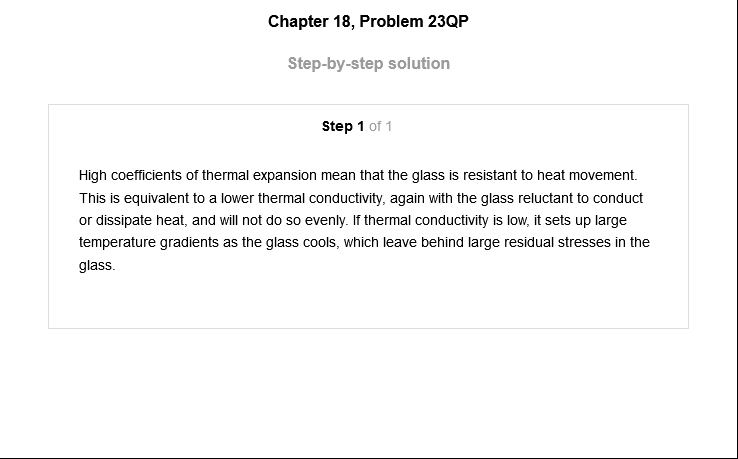 Chapter 18, Problem 23QP
Step-by-step solution
Step 1 of 1
High coefficients of thermal expansion mean that the glass is resistant to heat movement.
This is equivalent to a lower thermal conductivity, again with the glass reluctant to conduct
or dissipate heat, and will not do so evenly. If thermal conductivity is low, it sets up large
temperature gradients as the glass cools, which leave behind large residual stresses in the
glass.